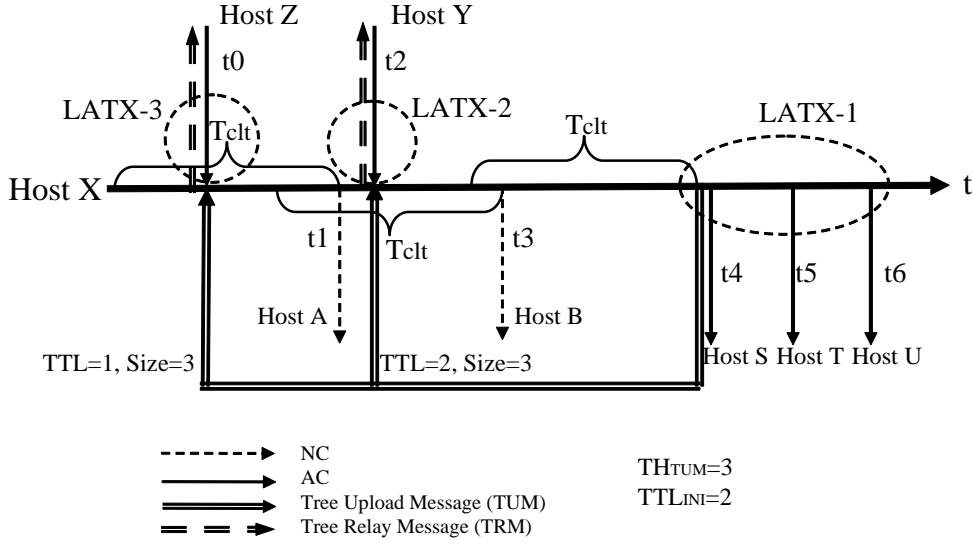 Host Z
Host Y
t0
t2
LATX-3
LATX-2
LATX-1
Tclt
Tclt
Host X
t
t1
Tclt
t3
t4
t5
t6
Host A
Host B
Host S
Host T
Host U
TTL=1, Size=3
TTL=2, Size=3
NC
AC
Tree Upload Message (TUM)
Tree Relay Message (TRM)
THTUM=3
TTLINI=2